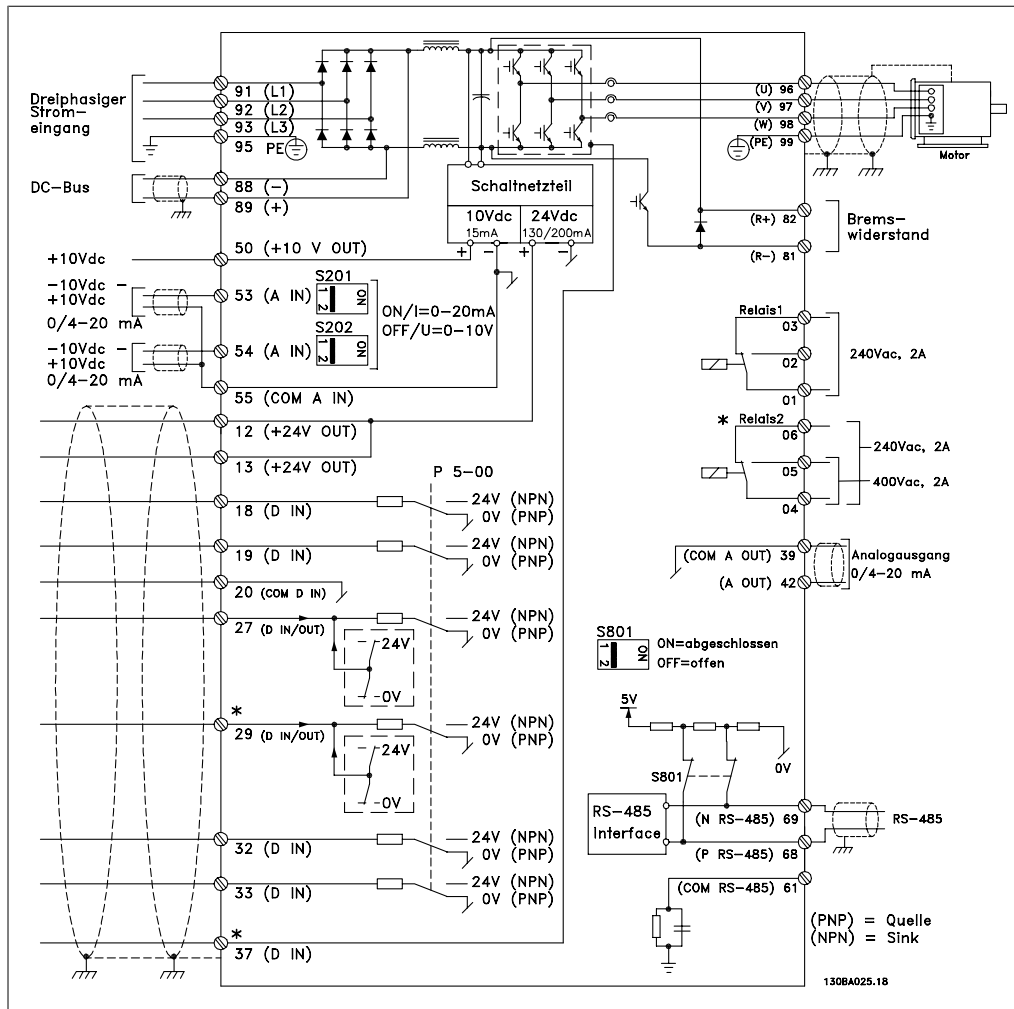 Dreiphasiger
Strom-
eingang
91 (L1)
92 (L2)
93 (L3)
95 PE
DC-Bus
88 (-)
89 (+)
+10Vdc
50 (+10 V OUT)
-10Vdc -
+10Vdc
0/4-20 mA
53 (A IN)
S201
1 2
ON
ON/I=0-20mA
OFF/U=0-10V
S202
1 2
ON
-10Vdc -
+10Vdc
0/4-20 mA
54 (A IN)
55 (COM A IN)
12 (+24V OUT)
13 (+24V OUT)
Schaltnetzteil
10Vdc
15mA
24Vdc
130/200mA
+ - + -
P 5-00
18 (D IN)
24V (NPN)
0V (PNP)
19 (D IN)
24V (NPN)
0V (PNP)
20 (COM D IN)
27 (D IN/OUT)
24V (NPN)
0V (PNP)
24V
0V
*
29 (D IN/OUT)
24V (NPN)
0V (PNP)
24V
0V
32 (D IN)
24V (NPN)
0V (PNP)
33 (D IN)
24V (NPN)
0V (PNP)
*
37 (D IN)
(U) 96
(V) 97
(W) 98
(PE) 99
Motor
(R+) 82
(R-) 81
Brems-
widerstand
Relais1
03
02
01
240Vac, 2A
* Relais2
06
05
04
240Vac, 2A
400Vac, 2A
(COM A OUT) 39
(A OUT) 42
Analogausgang
0/4-20 mA
S801
1 2
ON
ON=abgeschlossen
OFF=offen
5V
0V
S801
RS-485
Interface
(N RS-485) 69
(P RS-485) 68
(COM RS-485) 61
RS-485
(PNP) = Quelle
(NPN) = Sink
130BA025.18